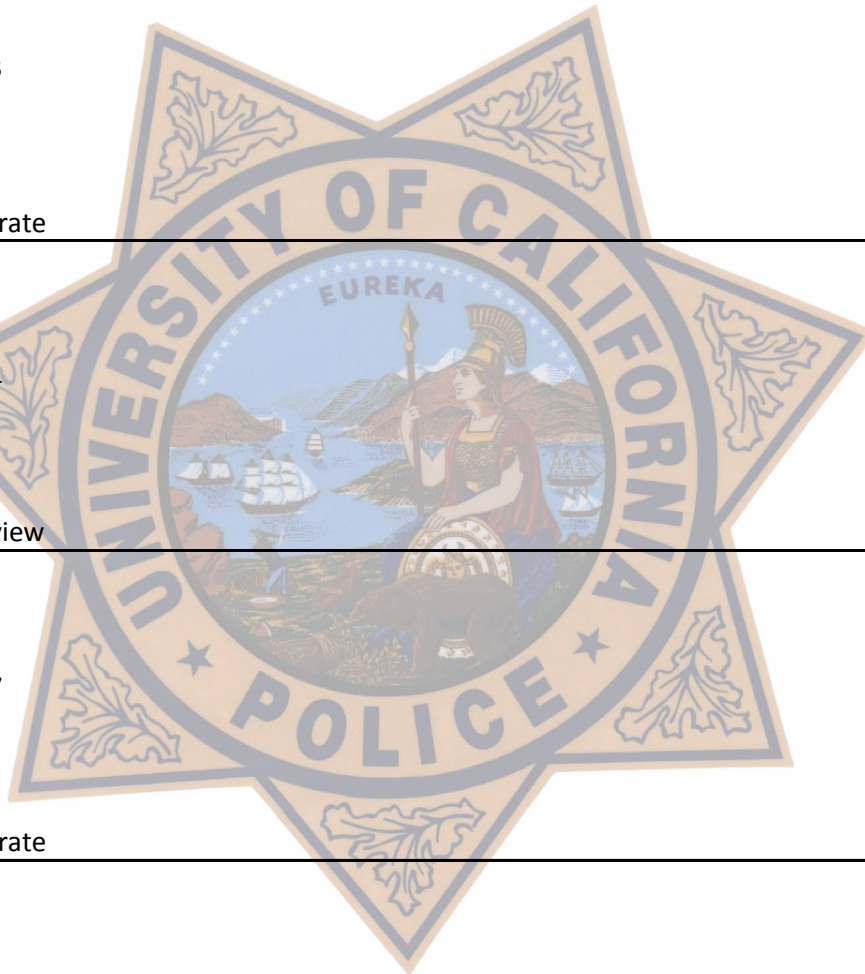 rate
UNIVERSITY OF CALIFORNIA
EUREKA
view
POLICE
rate